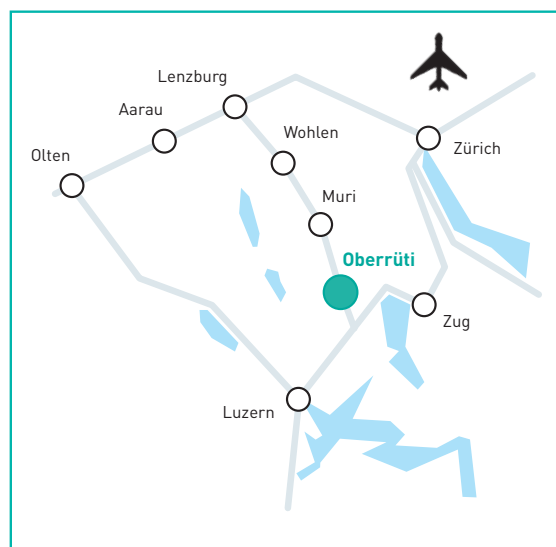 Lenzburg
Aarau
Wohlen
Zürich
Olten
Muri
Oberrüti
Zug
Luzern